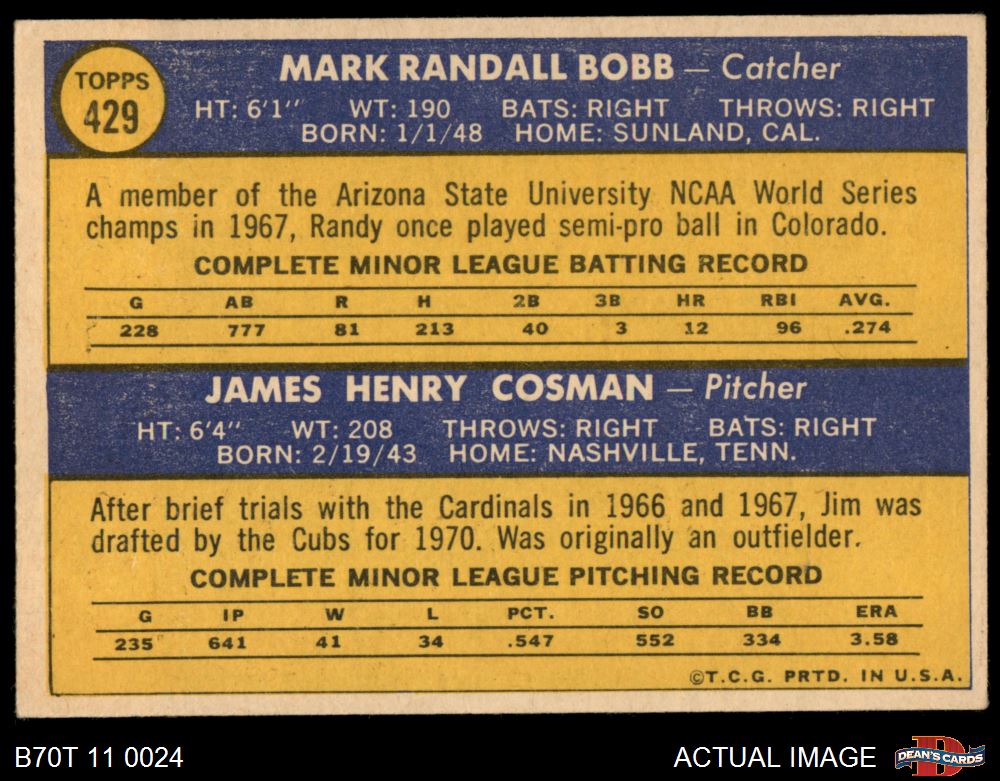 TOPPS
429
MARK RANDALL BOBB — Catcher
HT: 6'1" WT: 190 BATS: RIGHT THROWS: RIGHT
BORN: 1/1/48 HOME: SUNLAND, CAL.
A member of the Arizona State University NCAA World Series
champs in 1967, Randy once played semi-pro ball in Colorado.
COMPLETE MINOR LEAGUE BATTING RECORD
G AB R H 2B 3B HR RBI AVG.
228 777 81 213 40 3 12 96 .274
JAMES HENRY COSMAN — Pitcher
HT: 6'4" WT: 208 THROWS: RIGHT BATS: RIGHT
BORN: 2/19/43 HOME: NASHVILLE, TENN.
After brief trials with the Cardinals in 1966 and 1967, Jim was
drafted by the Cubs for 1970. Was originally an outfielder.
COMPLETE MINOR LEAGUE PITCHING RECORD
G IP W L PCT. SO BB ERA
235 641 41 34 .547 552 334 3.58
©T.C.G. PRTD. IN U.S.A.
B70T 11 0024 ACTUAL IMAGE
D
DEAN'S CARDS